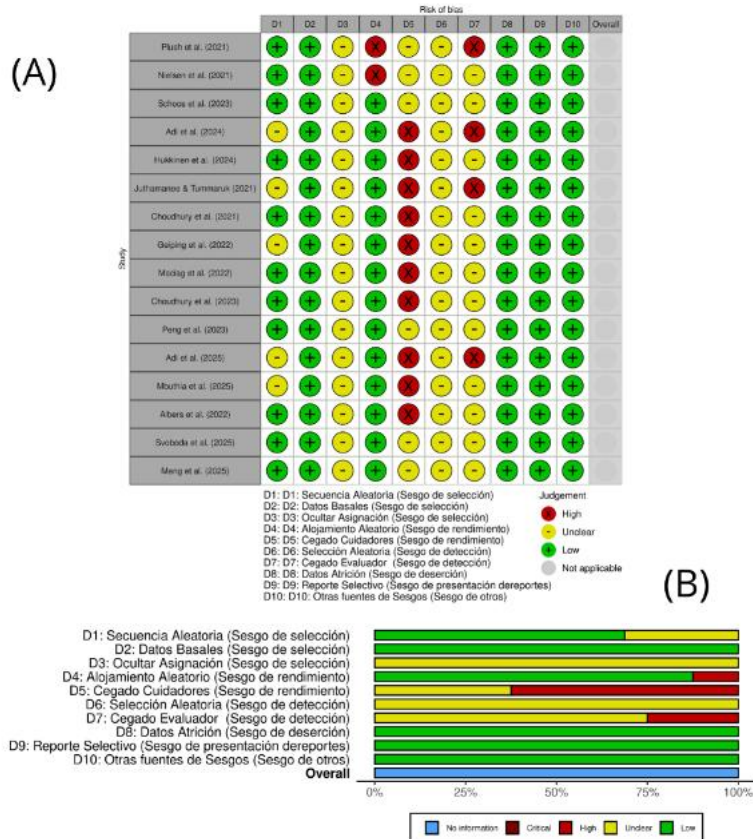 (A)
Risk of bias
D1 D2 D3 D4 D5 D6 D7 D8 D9 D10 Overall
Study
Plush et al. (2021)
Nielsen et al. (2021)
Schoos et al. (2023)
Adi et al. (2024)
Hukkinen et al. (2024)
Juthamanee & Tummaruk (2021)
Choudhury et al. (2021)
Geiping et al. (2022)
Modiag et al. (2022)
Choudhury et al. (2023)
Peng et al. (2023)
Adi et al. (2025)
Mbuthia et al. (2025)
Albers et al. (2022)
Svoboda et al. (2025)
Meng et al. (2025)
D1: D1: Secuencia Aleatoria (Sesgo de selección)
D2: D2: Datos Basales (Sesgo de selección)
D3: D3: Ocultar Asignación (Sesgo de selección)
D4: D4: Alojamiento Aleatorio (Sesgo de rendimiento)
D5: D5: Cegado Cuidadores (Sesgo de rendimiento)
D6: D6: Selección Aleatoria (Sesgo de detección)
D7: D7: Cegado Evaluador (Sesgo de detección)
D8: D8: Datos Atrición (Sesgo de deserción)
D9: D9: Reporte Selectivo (Sesgo de presentación dereportes)
D10: D10: Otras fuentes de Sesgos (Sesgo de otros)
Judgement
High
Unclear
Low
Not applicable
(B)
D1: Secuencia Aleatoria (Sesgo de selección)
D2: Datos Basales (Sesgo de selección)
D3: Ocultar Asignación (Sesgo de selección)
D4: Alojamiento Aleatorio (Sesgo de rendimiento)
D5: Cegado Cuidadores (Sesgo de rendimiento)
D6: Selección Aleatoria (Sesgo de detección)
D7: Cegado Evaluador (Sesgo de detección)
D8: Datos Atrición (Sesgo de deserción)
D9: Reporte Selectivo (Sesgo de presentación dereportes)
D10: Otras fuentes de Sesgos (Sesgo de otros)
Overall
0% 25% 50% 75% 100%
No information Critical High Unclear Low